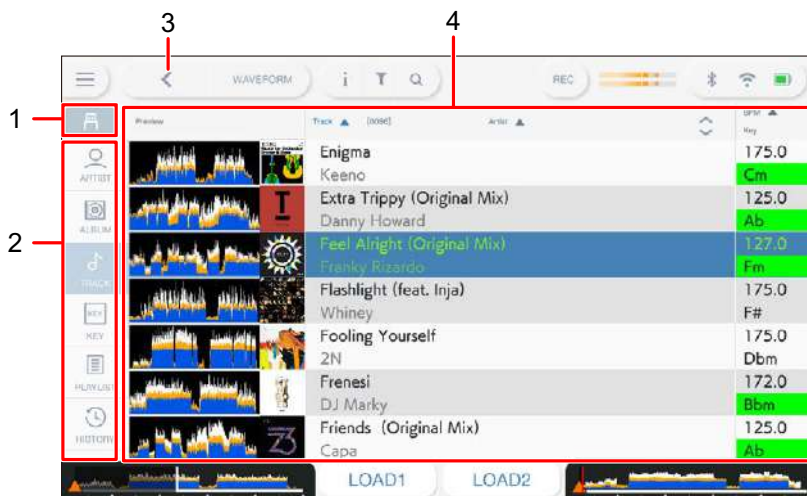 3 4
WAVEFORM i REC
1
Preview Track [0096] Artist BPM
Key
2
ARTIST
ALBUM
TRACK
KEY
KEY
PLAYLIST
HISTORY
Enigma 175.0
Keeno Cm
Extra Trippy (Original Mix) 125.0
Danny Howard Ab
Feel Alright (Original Mix) 127.0
Franky Rizardo Fm
Flashlight (feat. Inja) 175.0
Whiney F#
Fooling Yourself 175.0
2N Dbm
Frenesi 172.0
DJ Marky Bbm
Friends (Original Mix) 125.0
Capa Ab
LOAD1 LOAD2